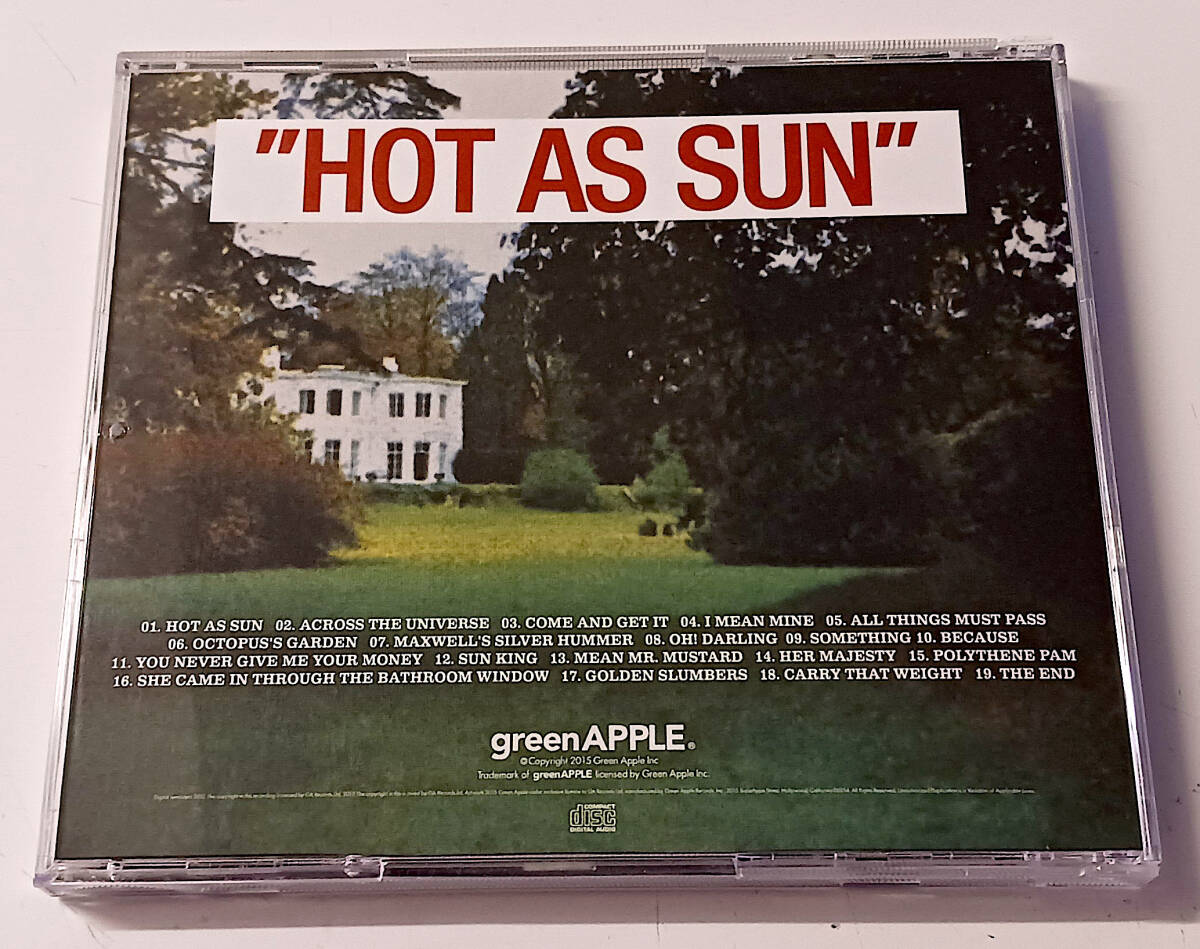 "HOT AS SUN"
01. HOT AS SUN 02. ACROSS THE UNIVERSE 03. COME AND GET IT 04. I MEAN MINE 05. ALL THINGS MUST PASS
06. OCTOPUS'S GARDEN 07. MAXWELL'S SILVER HUMMER 08. OH! DARLING 09. SOMETHING 10. BECAUSE
11. YOU NEVER GIVE ME YOUR MONEY 12. SUN KING 13. MEAN MR. MUSTARD 14. HER MAJESTY 15. POLYTHENE PAM
16. SHE CAME IN THROUGH THE BATHROOM WINDOW 17. GOLDEN SLUMBERS 18. CARRY THAT WEIGHT 19. THE END
greenAPPLE®
©Copyright 2015 Green Apple Inc
Trademark of greenAPPLE licensed by Green Apple Inc.
COMPACT
disc
DIGITAL AUDIO